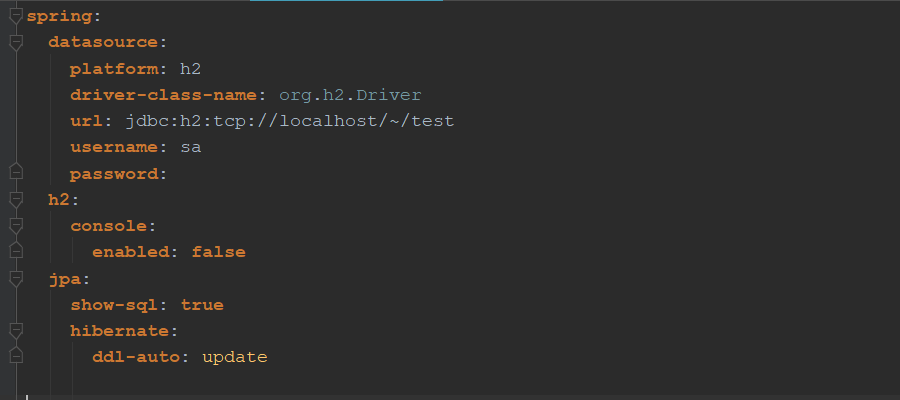 spring:
  datasource:
    platform: h2
    driver-class-name: org.h2.Driver
    url: jdbc:h2:tcp://localhost/~/test
    username: sa
    password:
  h2:
    console:
      enabled: false
  jpa:
    show-sql: true
    hibernate:
      ddl-auto: update